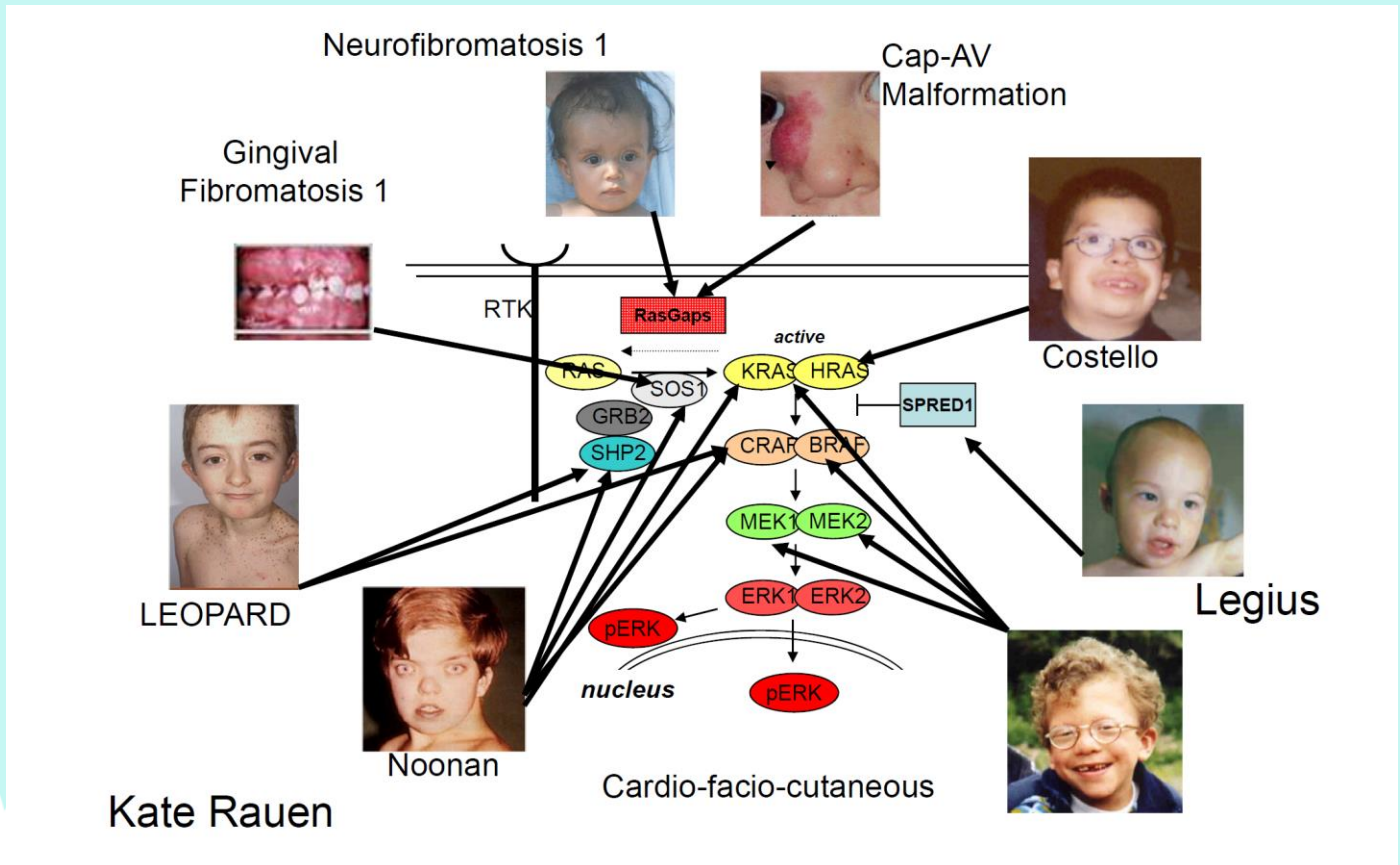 Neurofibromatosis 1
Cap-AV
Malformation
Gingival
Fibromatosis 1
RTK
RasGaps
active
Costello
RAS
SOS1
KRAS
HRAS
SPRED1
GRB2
SHP2
CRAF
BRAF
MEK1
MEK2
ERK1
ERK2
LEOPARD
Legius
pERK
nucleus
pERK
Noonan
Cardio-facio-cutaneous
Kate Rauen